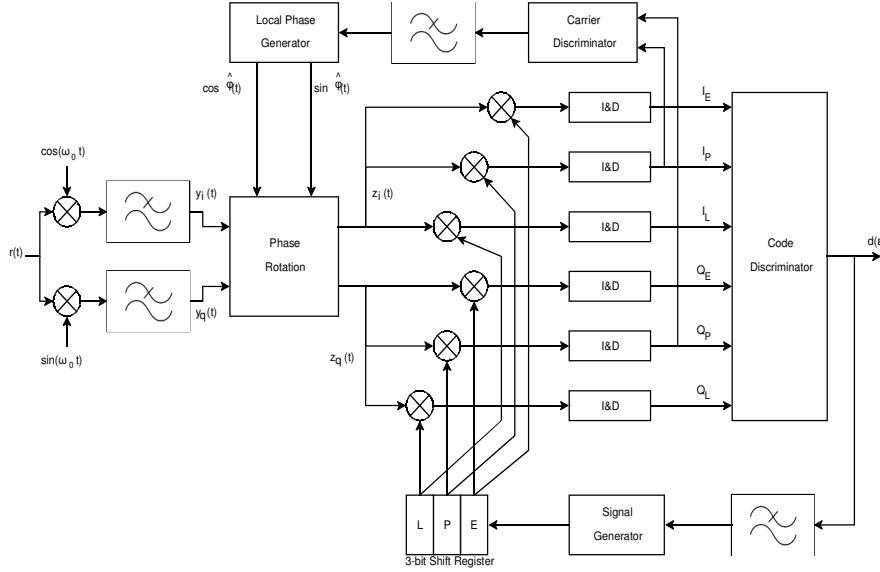 Local Phase
Generator
Carrier
Discriminator
cos φ̂(t)
sin φ̂(t)
I&D
I_E
I&D
I_P
I&D
I_L
I&D
Q_E
I&D
Q_P
I&D
Q_L
cos(ω₀ t)
r(t)
sin(ω₀ t)
y_i (t)
y_q (t)
Phase
Rotation
z_i (t)
z_q (t)
Code
Discriminator
L P E
3-bit Shift Register
Signal
Generator